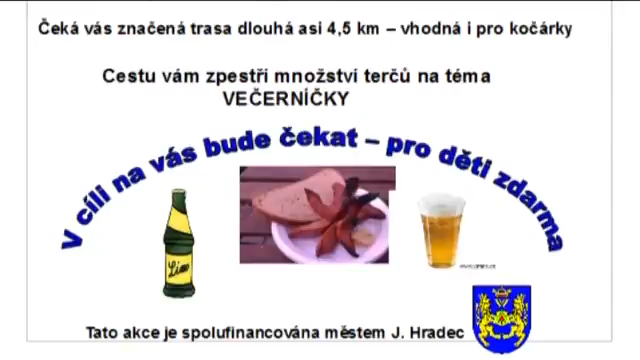 Čeká vás značená trasa dlouhá asi 4,5 km – vhodná i pro kočárky
Cestu vám zpestří množství terčů na téma
VEČERNÍČKY
V cíli na vás bude čekat – pro děti zdarma
Limo
Tato akce je spolufinancována městem J. Hradec